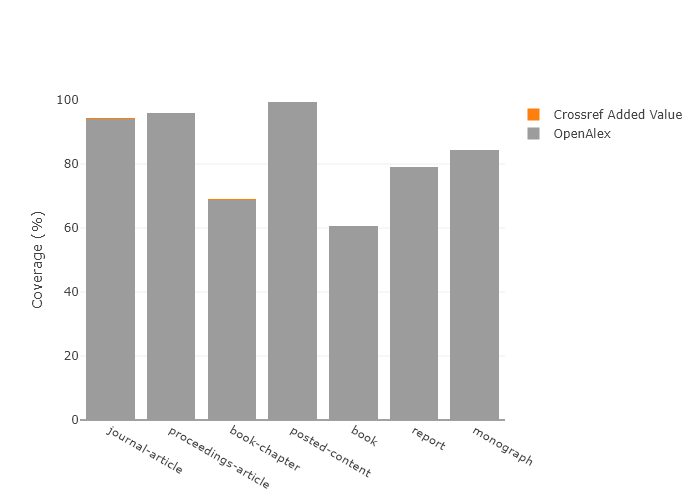 100
80
60
40
20
0
Coverage (%)
journal-article
proceedings-article
book-chapter
posted-content
book
report
monograph
Crossref Added Value
OpenAlex